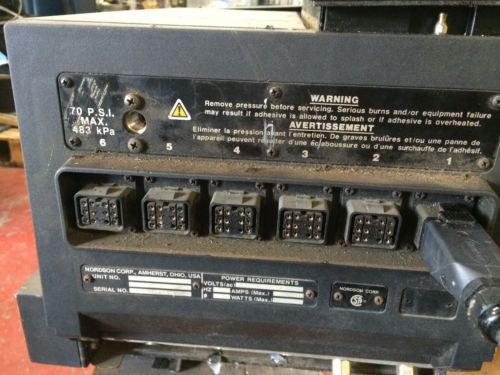 WARNING
70 P.S.I.
MAX.
483 kPa
Remove pressure before servicing. Serious burns and/or equipment failure
may result if adhesive is allowed to splash or if adhesive is overheated.
AVERTISSEMENT
Eliminer la pression avant l'entretien. De graves brulûres et/ou une panne de
l'appareil peuvent résulter d'une éclaboussure ou d'une surchauffe de l'adhésif.
6 5 4 3 2 1
NORDSON CORP., AMHERST, OHIO, USA
UNIT NO.
SERIAL NO.
POWER REQUIREMENTS
VOLTS(ac)
HZ AMPS (Max.)
ø WATTS (Max.)
NORDSON CORP.
SA